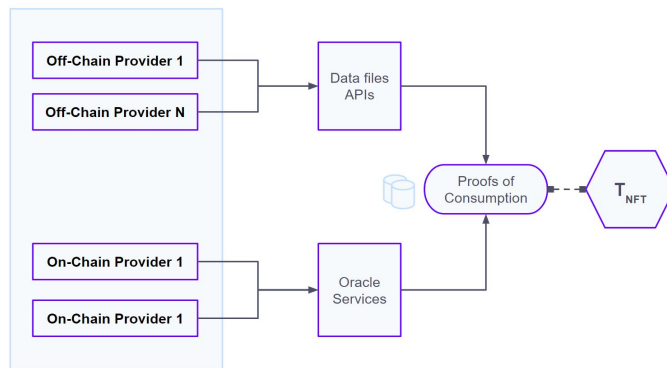 Off-Chain Provider 1
Off-Chain Provider N
Data files
APIs
Proofs of
Consumption
T NFT
On-Chain Provider 1
On-Chain Provider 1
Oracle
Services